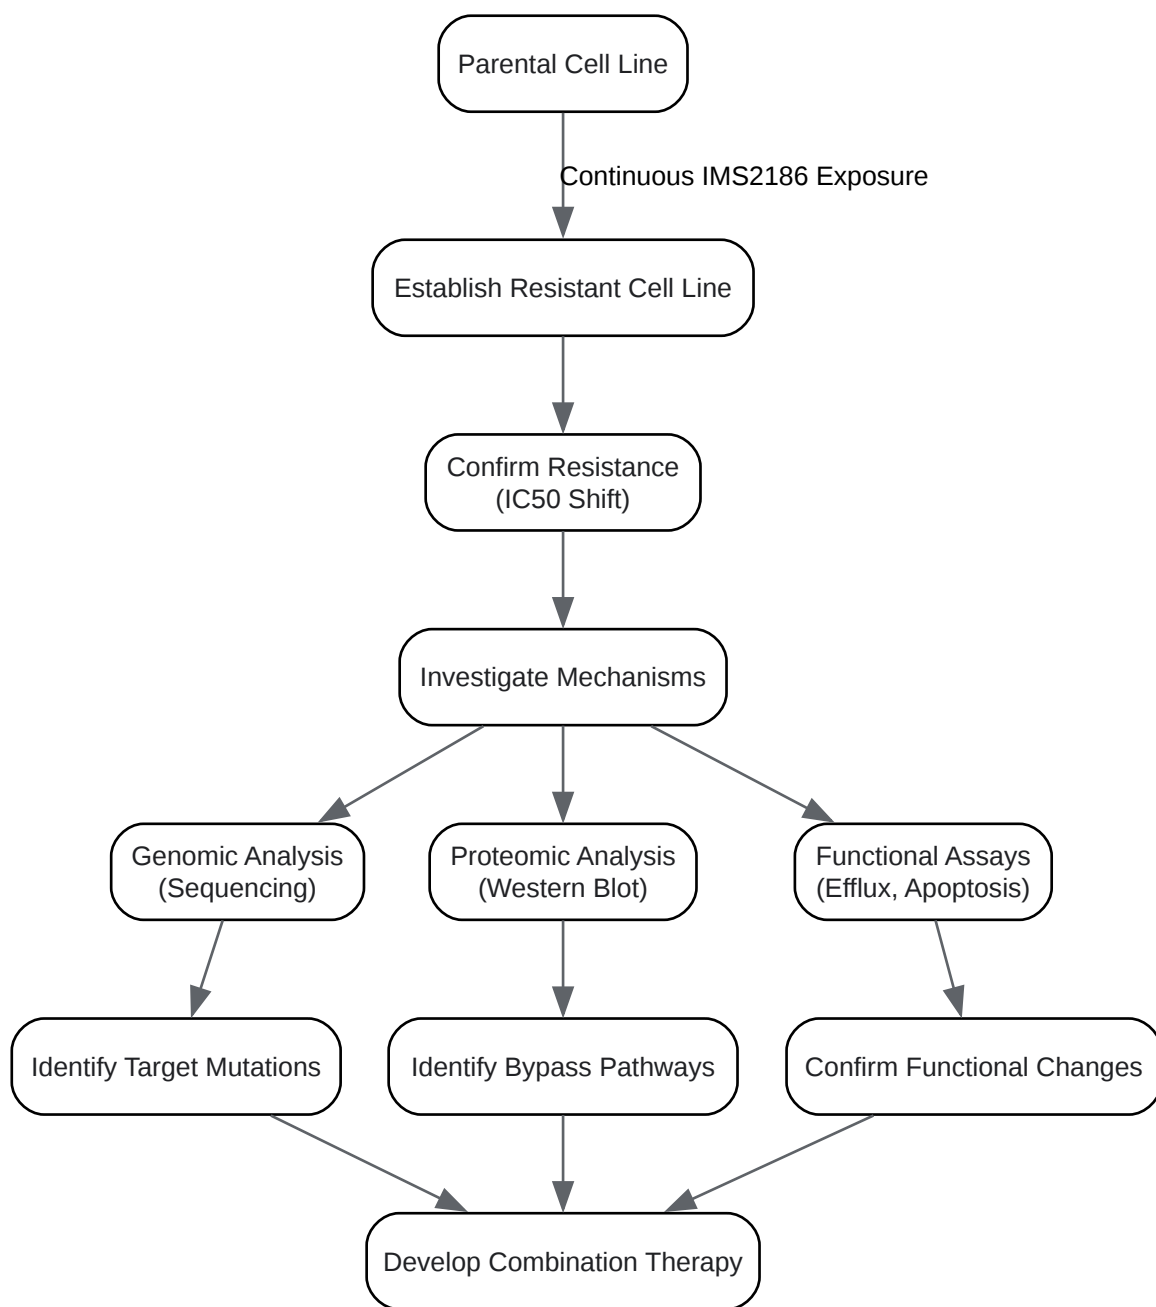 Parental Cell Line
Continuous IMS2186 Exposure
Establish Resistant Cell Line
Confirm Resistance
(IC50 Shift)
Investigate Mechanisms
Genomic Analysis
(Sequencing)
Proteomic Analysis
(Western Blot)
Functional Assays
(Efflux, Apoptosis)
Identify Target Mutations
Identify Bypass Pathways
Confirm Functional Changes
Develop Combination Therapy